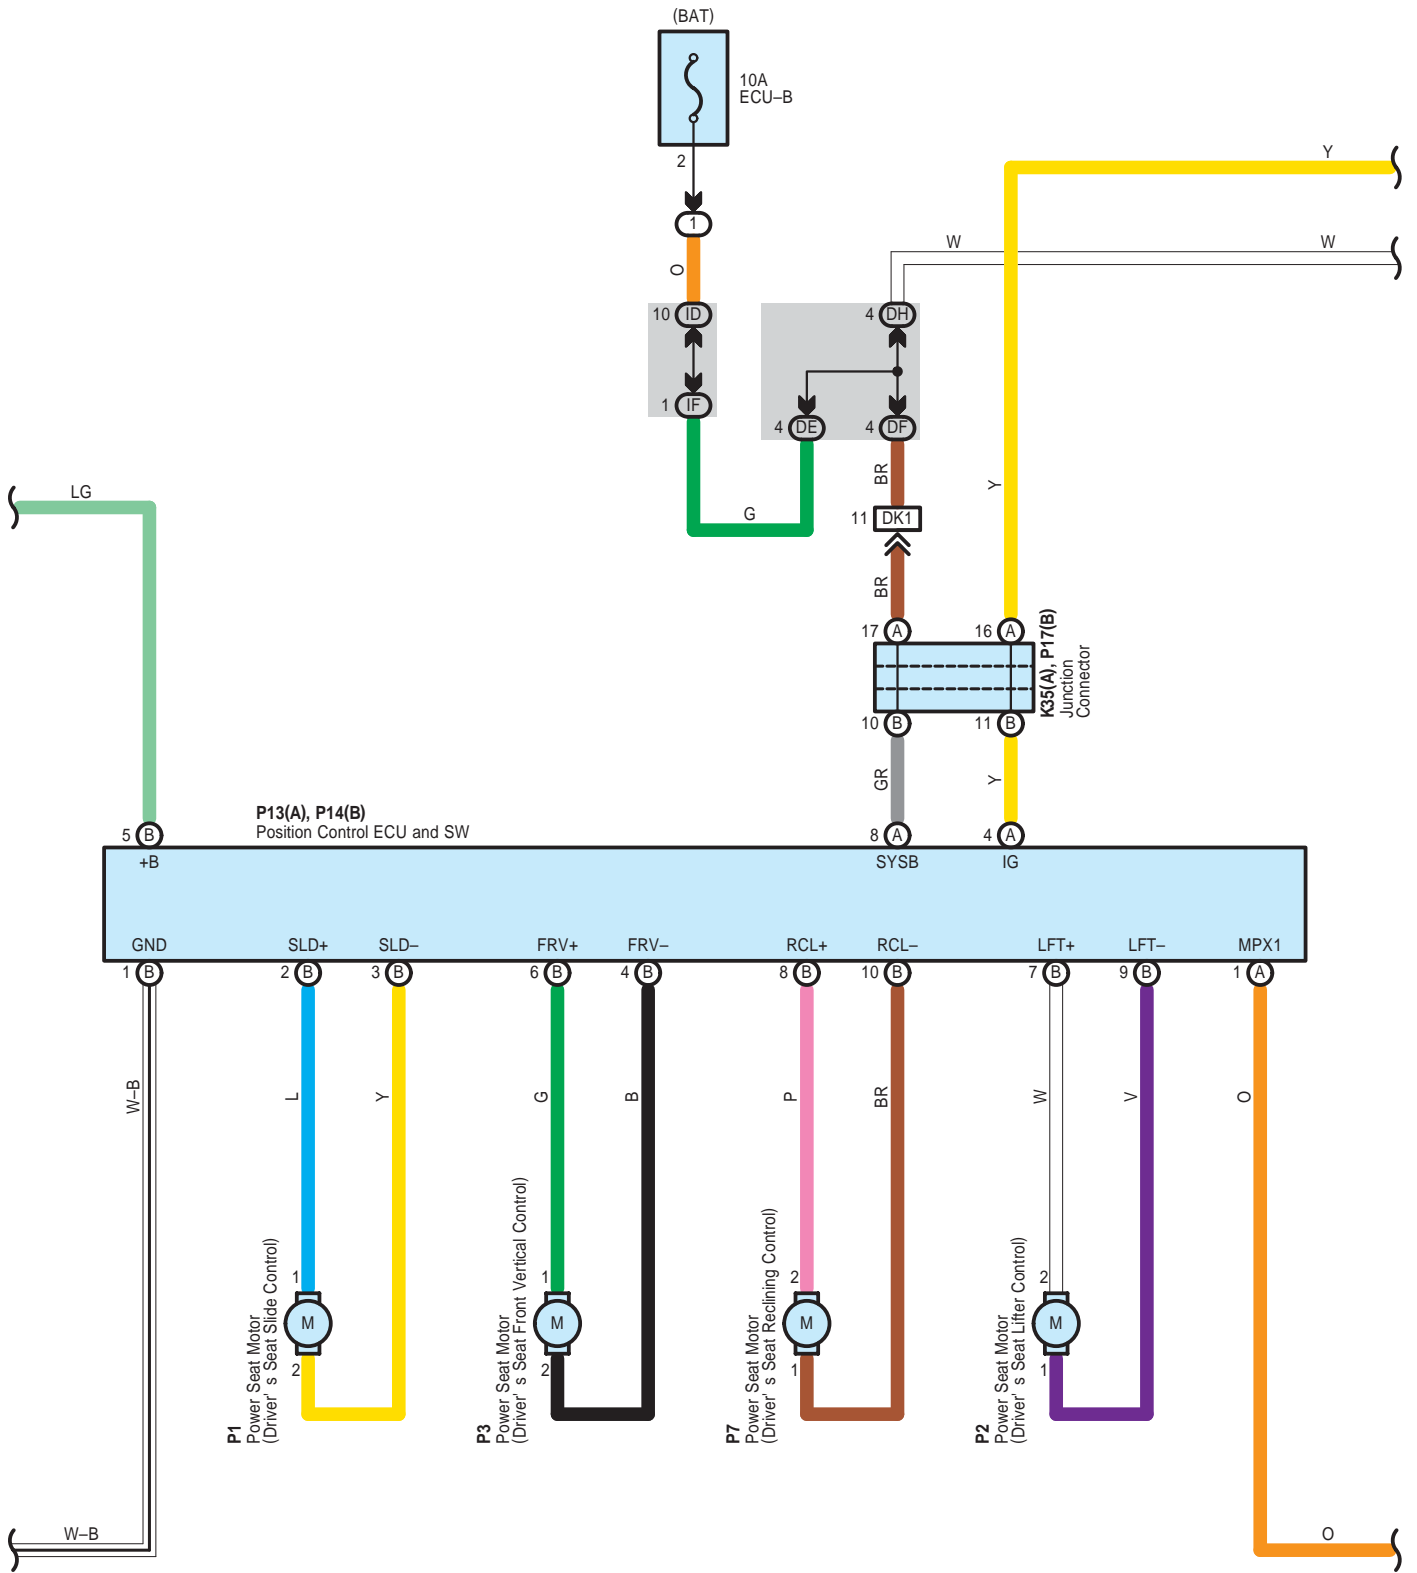 (BAT)
10A
ECU–B
2
1
O
10 ID
1 IF
G
4 DH
4 DE
4 DF
W
W
Y
Y
BR
11 DK1
BR
17 A
16 A
K35(A), P17(B)
Junction
Connector
10 B
11 B
GR
Y
LG
P13(A), P14(B)
Position Control ECU and SW
5 B
8 A
4 A
+B
SYSB
IG
GND
SLD+
SLD–
FRV+
FRV–
RCL+
RCL–
LFT+
LFT–
MPX1
1 B
2 B
3 B
6 B
4 B
8 B
10 B
7 B
9 B
1 A
W–B
L
Y
G
B
P
BR
W
V
O
1
M
2
P1
Power Seat Motor
(Driver' s Seat Slide Control)
1
M
2
P3
Power Seat Motor
(Driver' s Seat Front Vertical Control)
2
M
1
P7
Power Seat Motor
(Driver' s Seat Reclining Control)
2
M
1
P2
Power Seat Motor
(Driver' s Seat Lifter Control)
W–B
O